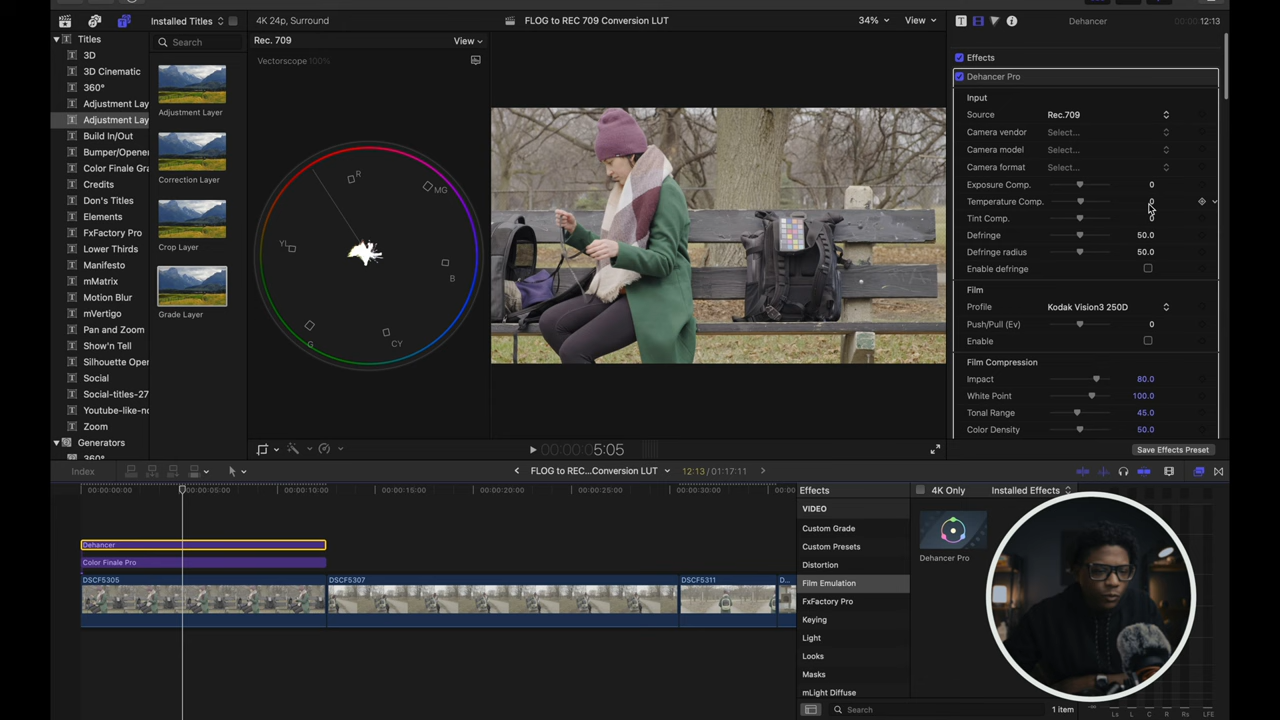 Installed Titles
4K 24p, Surround
FLOG to REC 709 Conversion LUT
34%
View
Dehancer
00:00
12:13
Titles
3D
3D Cinematic
360°
Adjustment Lay
Adjustment Lay
Build In/Out
Bumper/Opener
Color Finale Gra
Credits
Don's Titles
Elements
FxFactory Pro
Lower Thirds
Manifesto
mMatrix
Motion Blur
mVertigo
Pan and Zoom
Show'n Tell
Silhouette Oper
Social
Social-titles-27
Youtube-like-no
Zoom
Generators
360°
Search
Adjustment Layer
Correction Layer
Crop Layer
Grade Layer
Rec. 709
View
Vectorscope 100%
R
MG
YL
B
G
CY
Effects
Dehancer Pro
Input
Source
Rec.709
Camera vendor
Select...
Camera model
Select...
Camera format
Select...
Exposure Comp.
0
Temperature Comp.
0
Tint Comp.
0
Defringe
50.0
Defringe radius
50.0
Enable defringe
Film
Profile
Kodak Vision3 250D
Push/Pull (Ev)
0
Enable
Film Compression
Impact
80.0
White Point
100.0
Tonal Range
45.0
Color Density
50.0
00:00:00:05:05
Save Effects Preset
Index
FLOG to REC...Conversion LUT
12:13 / 01:17:11
00:00:00:00
00:00:05:00
00:00:10:00
00:00:15:00
00:00:20:00
00:00:25:00
00:00:30:00
00:00
Dehancer
Color Finale Pro
DSCF5305
DSCF5307
DSCF5311
D...
Effects
4K Only
Installed Effects
VIDEO
Custom Grade
Custom Presets
Distortion
Film Emulation
FxFactory Pro
Keying
Light
Looks
Masks
mLight Diffuse
Dehancer Pro
Search
1 item
Ls
L
C
R
Rs
LFE